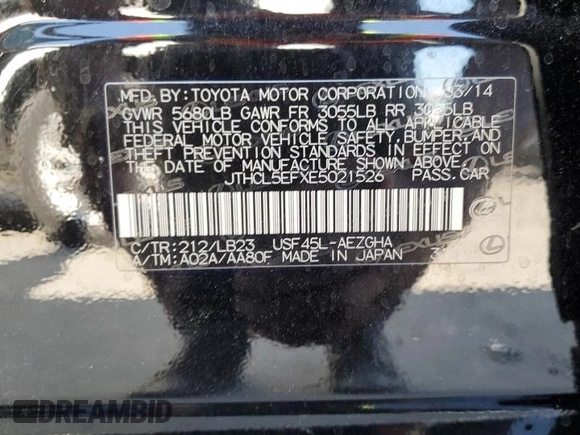 MFD. BY: TOYOTA MOTOR CORPORATION 03/14
GVWR 5680LB GAWR FR 3055LB RR 3085LB
THIS VEHICLE CONFORMS TO ALL APPLICABLE
FEDERAL MOTOR VEHICLE SAFETY, BUMPER, AND
THEFT PREVENTION STANDARDS IN EFFECT ON
THE DATE OF MANUFACTURE SHOWN ABOVE.
JTHCL5EFXE5021526 PASS. CAR
C/TR: 212/LB23 USF45L-AEZGHA
A/TM: A02A/AA80F MADE IN JAPAN
LEXUS
DREAMBID